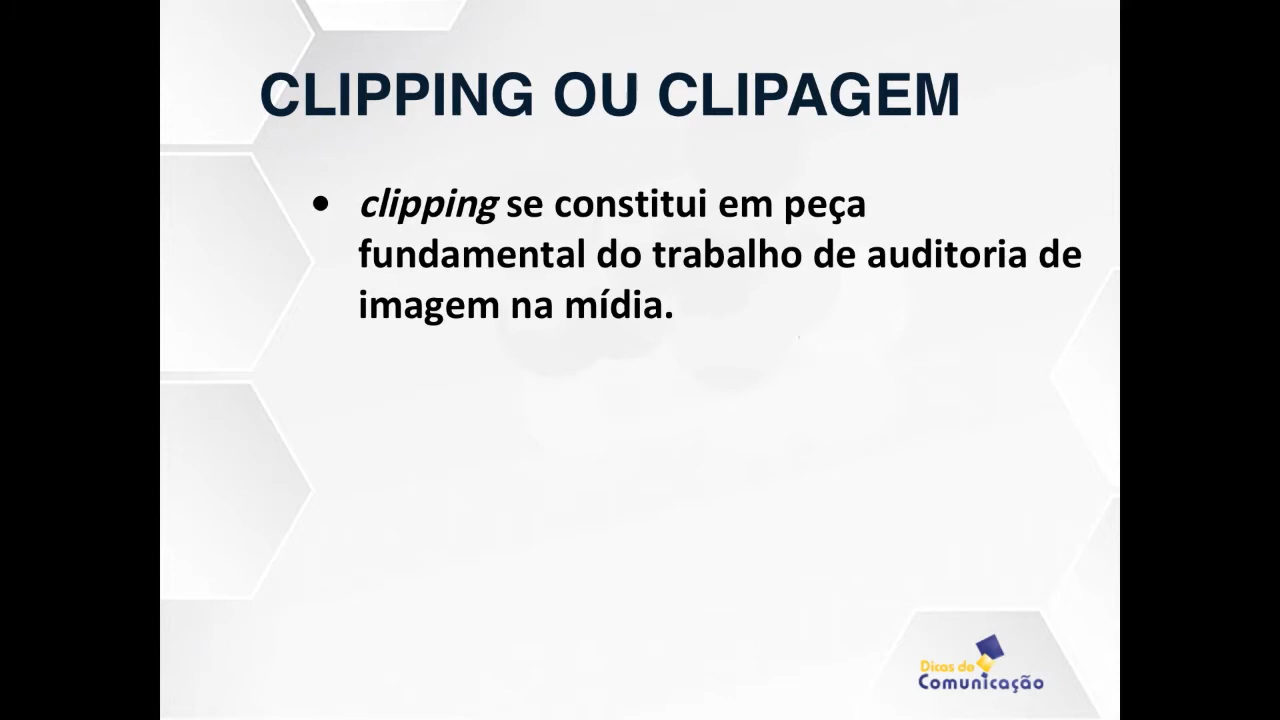 CLIPPING OU CLIPAGEM
• clipping se constitui em peça
fundamental do trabalho de auditoria de
imagem na mídia.
Dicas de
Comunicação